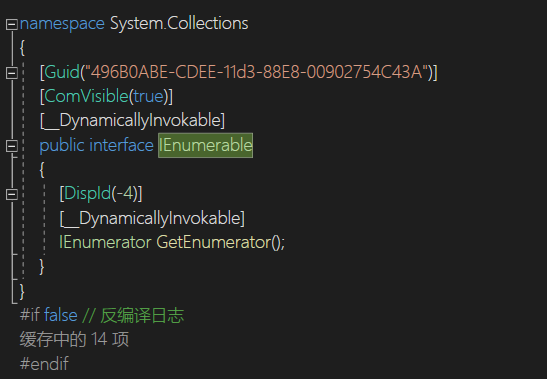 namespace System.Collections
{
[Guid("496B0ABE-CDEE-11d3-88E8-00902754C43A")]
[ComVisible(true)]
[__DynamicallyInvokable]
public interface IEnumerable
{
[DispId(-4)]
[__DynamicallyInvokable]
IEnumerator GetEnumerator();
}
}
#if false // 反编译日志
缓存中的 14 项
#endif